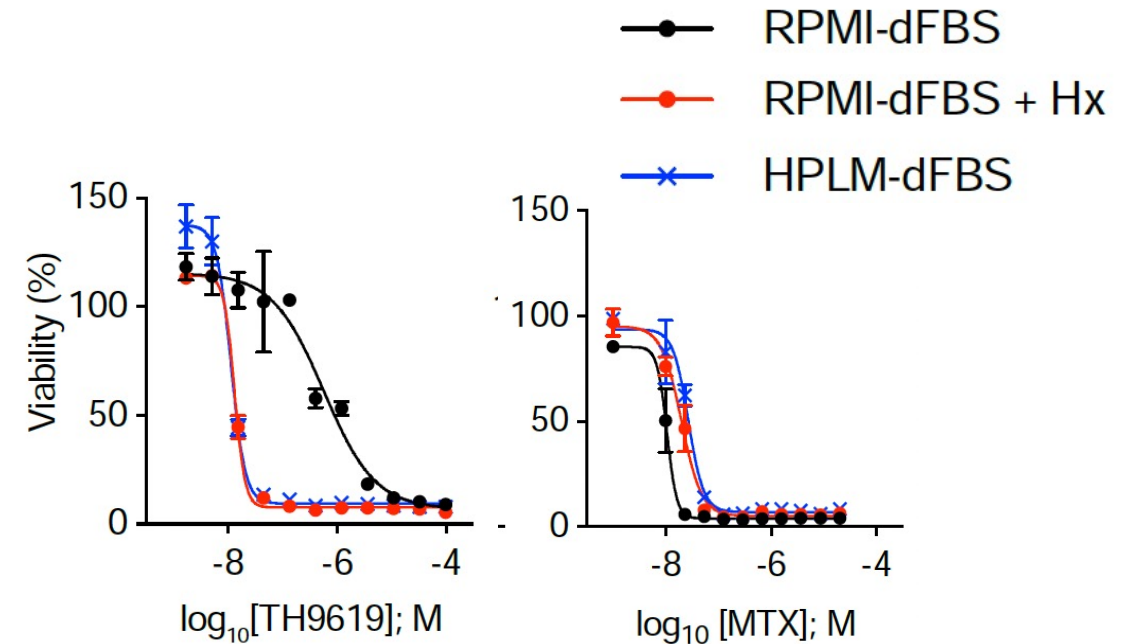 RPMI-dFBS
RPMI-dFBS + Hx
HPLM-dFBS
Viability (%)
150
100
50
0
-8 -6 -4
log10[TH9619]; M
150
100
50
0
-8 -6 -4
log10 [MTX]; M